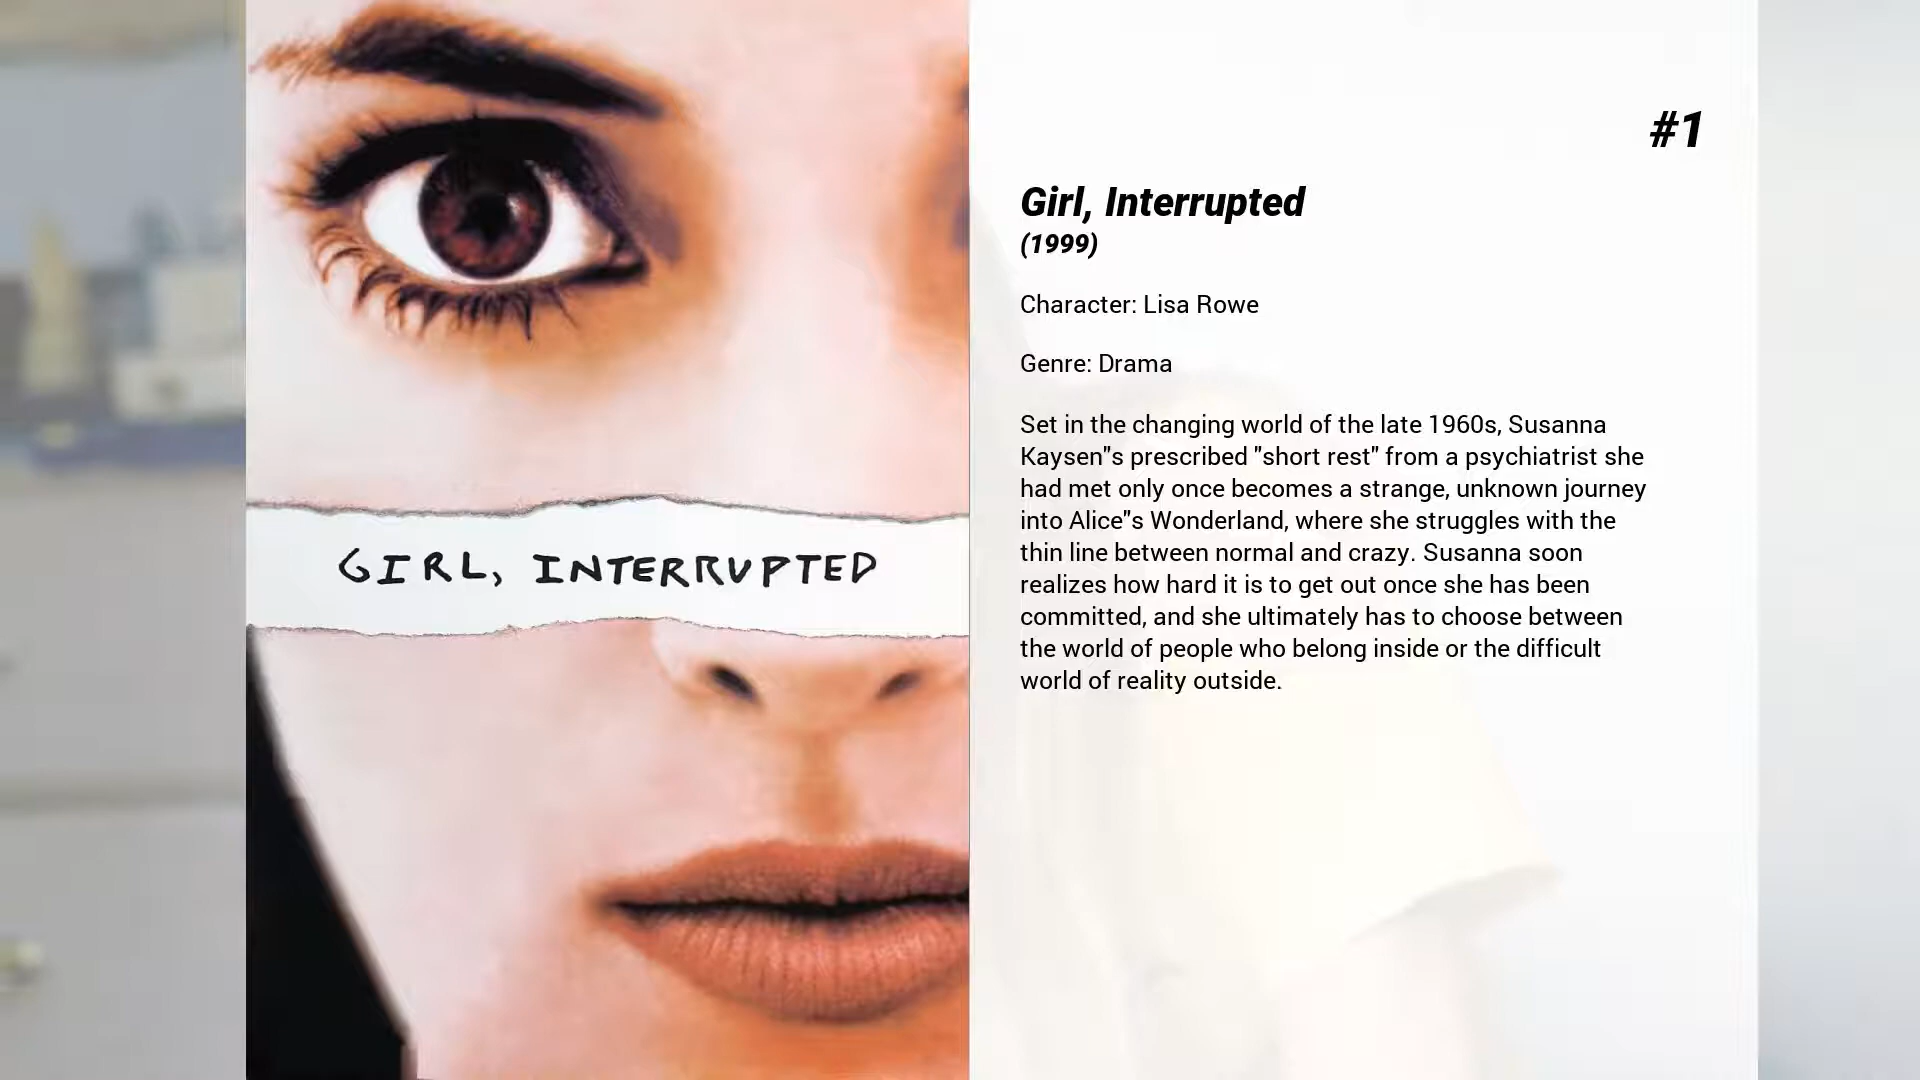 #1
Girl, Interrupted
(1999)
Character: Lisa Rowe
Genre: Drama
Set in the changing world of the late 1960s, Susanna
Kaysen"s prescribed "short rest" from a psychiatrist she
had met only once becomes a strange, unknown journey
into Alice"s Wonderland, where she struggles with the
thin line between normal and crazy. Susanna soon
realizes how hard it is to get out once she has been
committed, and she ultimately has to choose between
the world of people who belong inside or the difficult
world of reality outside.
GIRL, INTERRUPTED